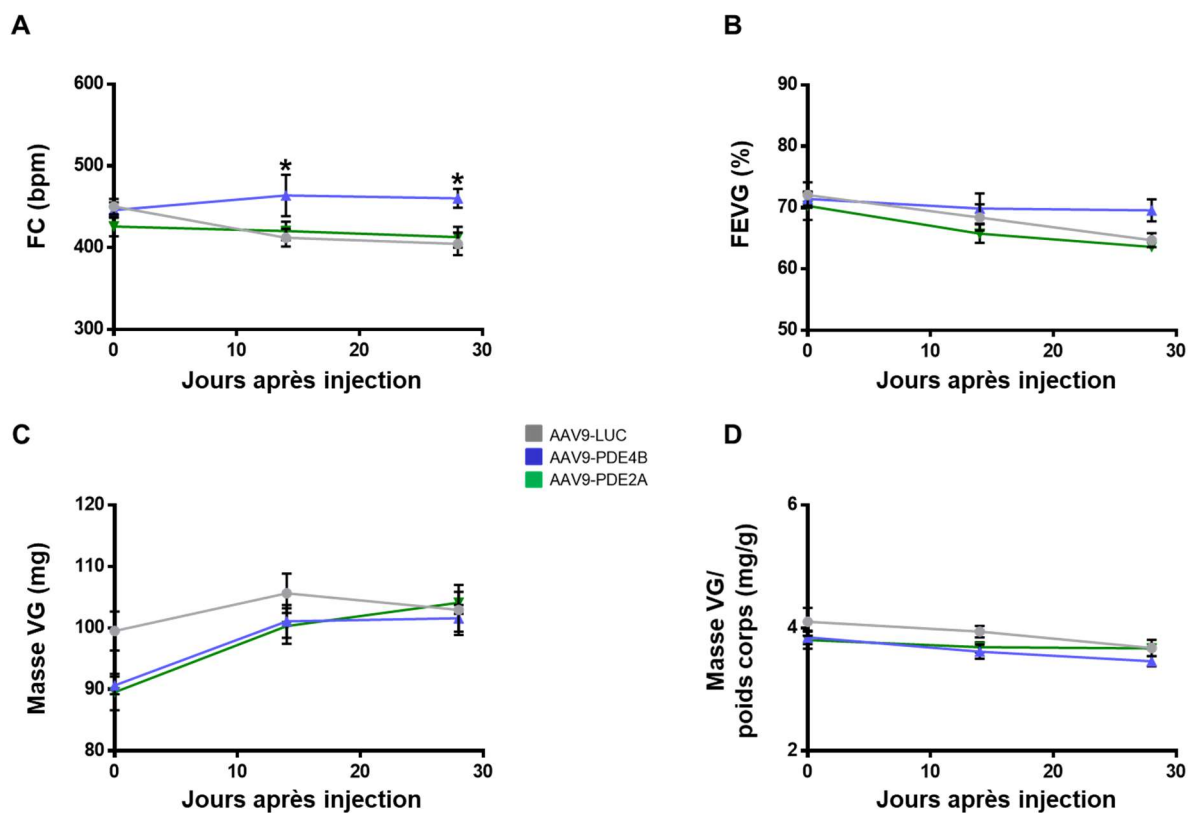 A
FC (bpm)
600
500
400
300
*
*
0
10
20
30
Jours après injection
B
FEVG (%)
90
80
70
60
50
0
10
20
30
Jours après injection
C
Masse VG (mg)
120
110
100
90
80
0
10
20
30
Jours après injection
AAV9-LUC
AAV9-PDE4B
AAV9-PDE2A
D
Masse VG/
poids corps (mg/g)
6
4
2
0
10
20
30
Jours après injection